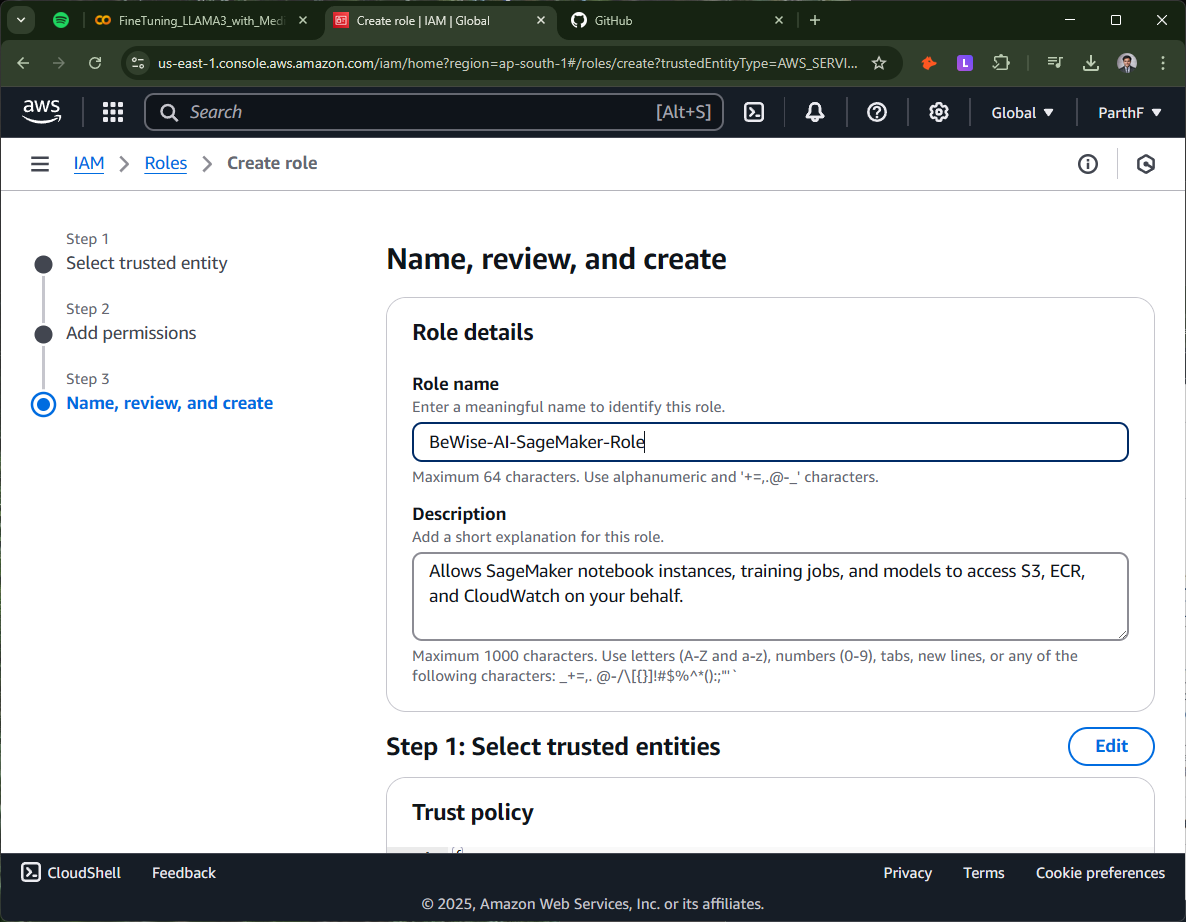 FineTuning_LLAMA3_with_Medi
Create role | IAM | Global
GitHub
us-east-1.console.aws.amazon.com/iam/home?region=ap-south-1#/roles/create?trustedEntityType=AWS_SERVI...
L
aws
Search
[Alt+S]
Global
ParthF
IAM
Roles
Create role
Step 1
Select trusted entity
Step 2
Add permissions
Step 3
Name, review, and create
Name, review, and create
Role details
Role name
Enter a meaningful name to identify this role.
BeWise-AI-SageMaker-Role
Maximum 64 characters. Use alphanumeric and '+=,.@-_' characters.
Description
Add a short explanation for this role.
Allows SageMaker notebook instances, training jobs, and models to access S3, ECR,
and CloudWatch on your behalf.
Maximum 1000 characters. Use letters (A-Z and a-z), numbers (0-9), tabs, new lines, or any of the
following characters: _+=,. @-/\[{}]!#$%^*();:"'`
Step 1: Select trusted entities
Edit
Trust policy
CloudShell
Feedback
Privacy
Terms
Cookie preferences
© 2025, Amazon Web Services, Inc. or its affiliates.